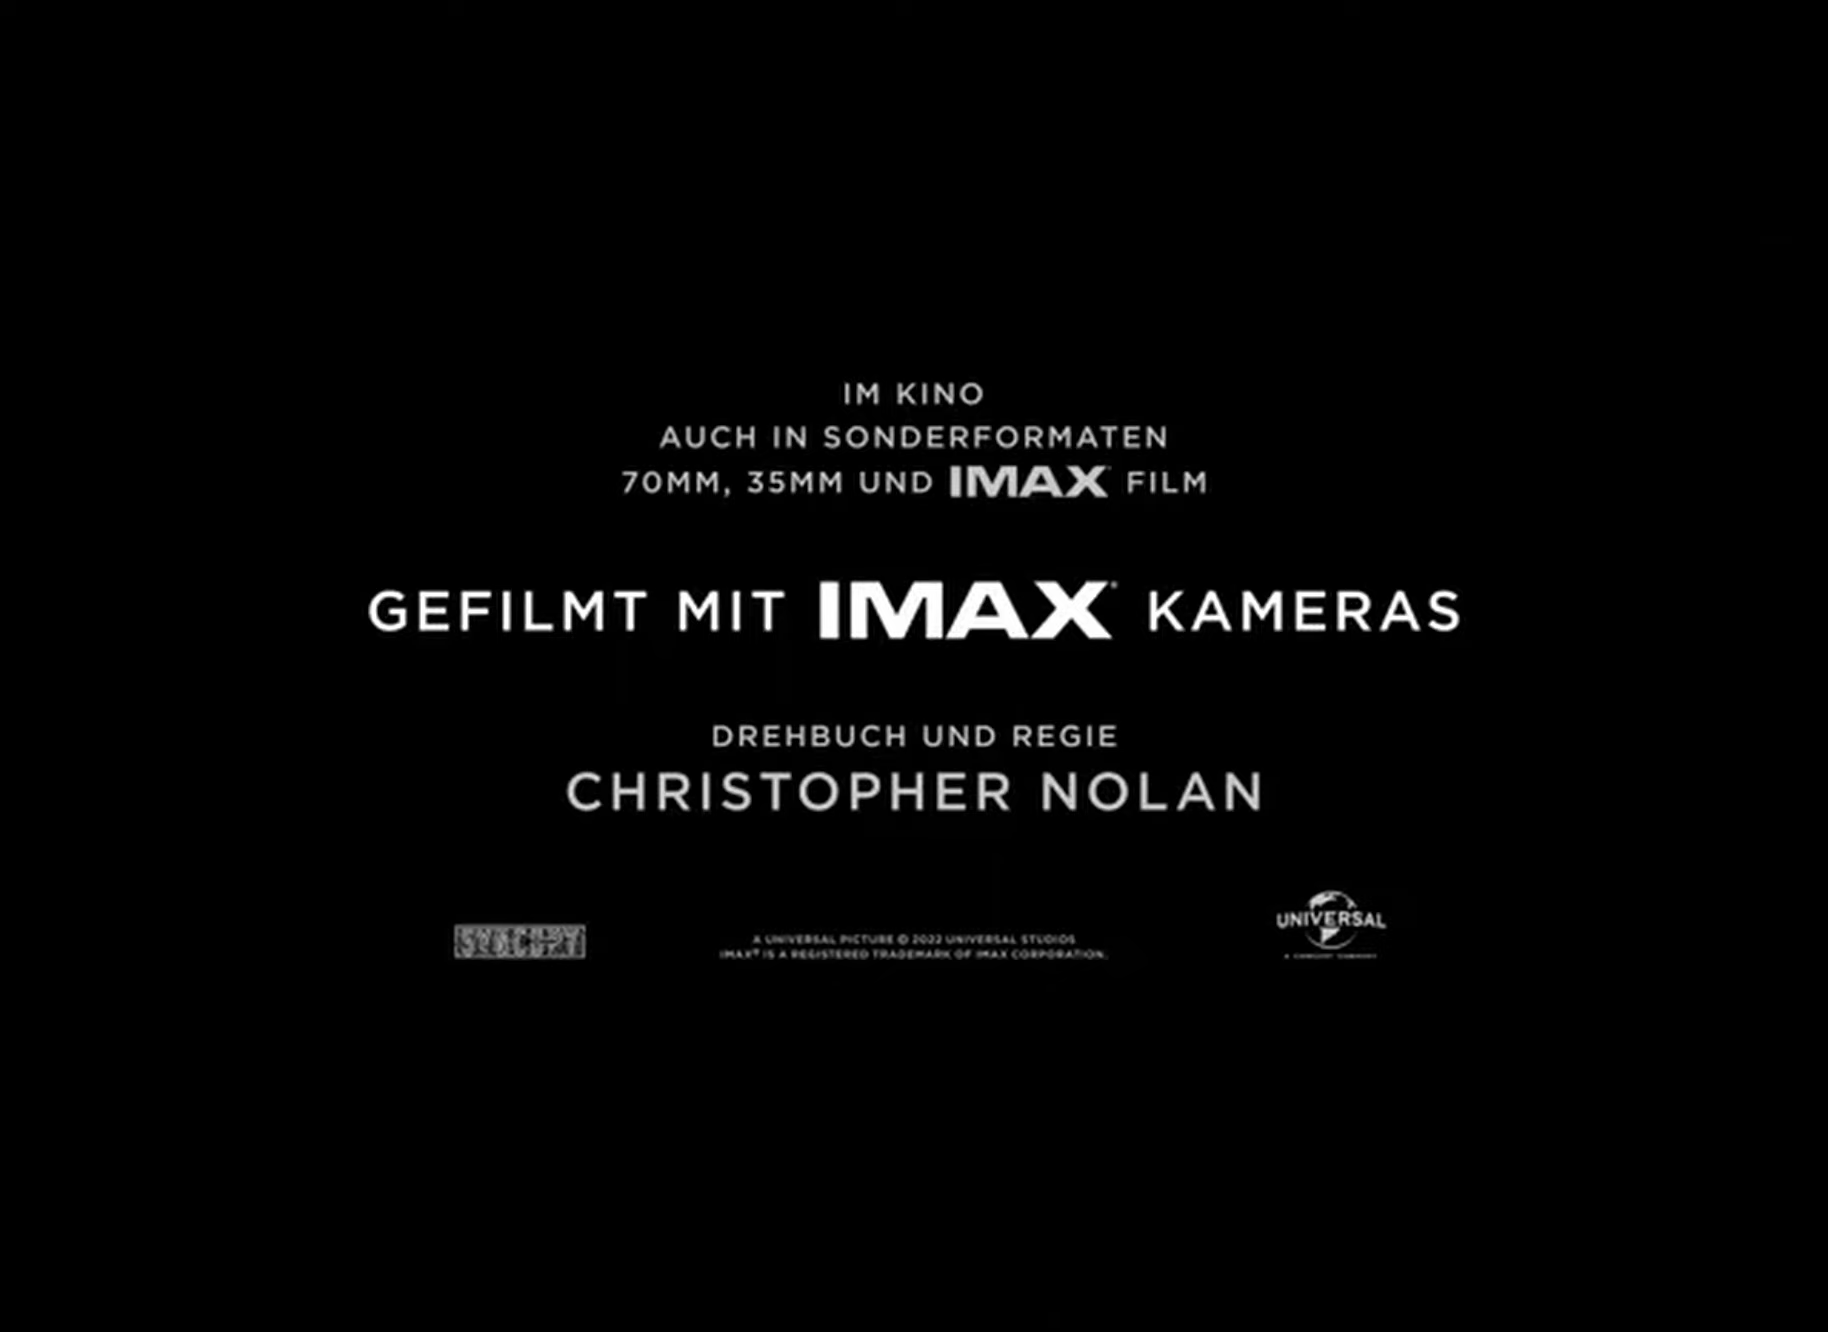 IM KINO
AUCH IN SONDERFORMATEN
70MM, 35MM UND IMAX FILM
GEFILMT MIT IMAX® KAMERAS
DREHBUCH UND REGIE
CHRISTOPHER NOLAN
SYNCOPY
A UNIVERSAL PICTURE © 2022 UNIVERSAL STUDIOS
IMAX® IS A REGISTERED TRADEMARK OF IMAX CORPORATION.
UNIVERSAL